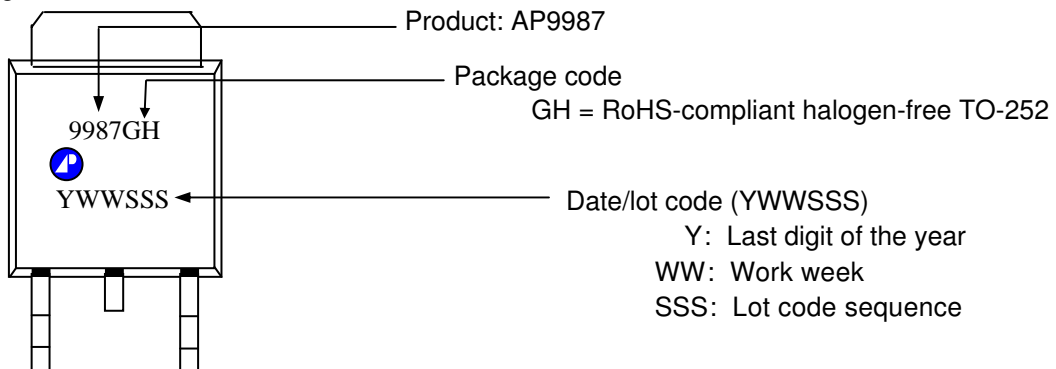 Product: AP9987
Package code
GH = RoHS-compliant halogen-free TO-252
9987GH
YWWSSS
Date/lot code (YWWSSS)
Y: Last digit of the year
WW: Work week
SSS: Lot code sequence